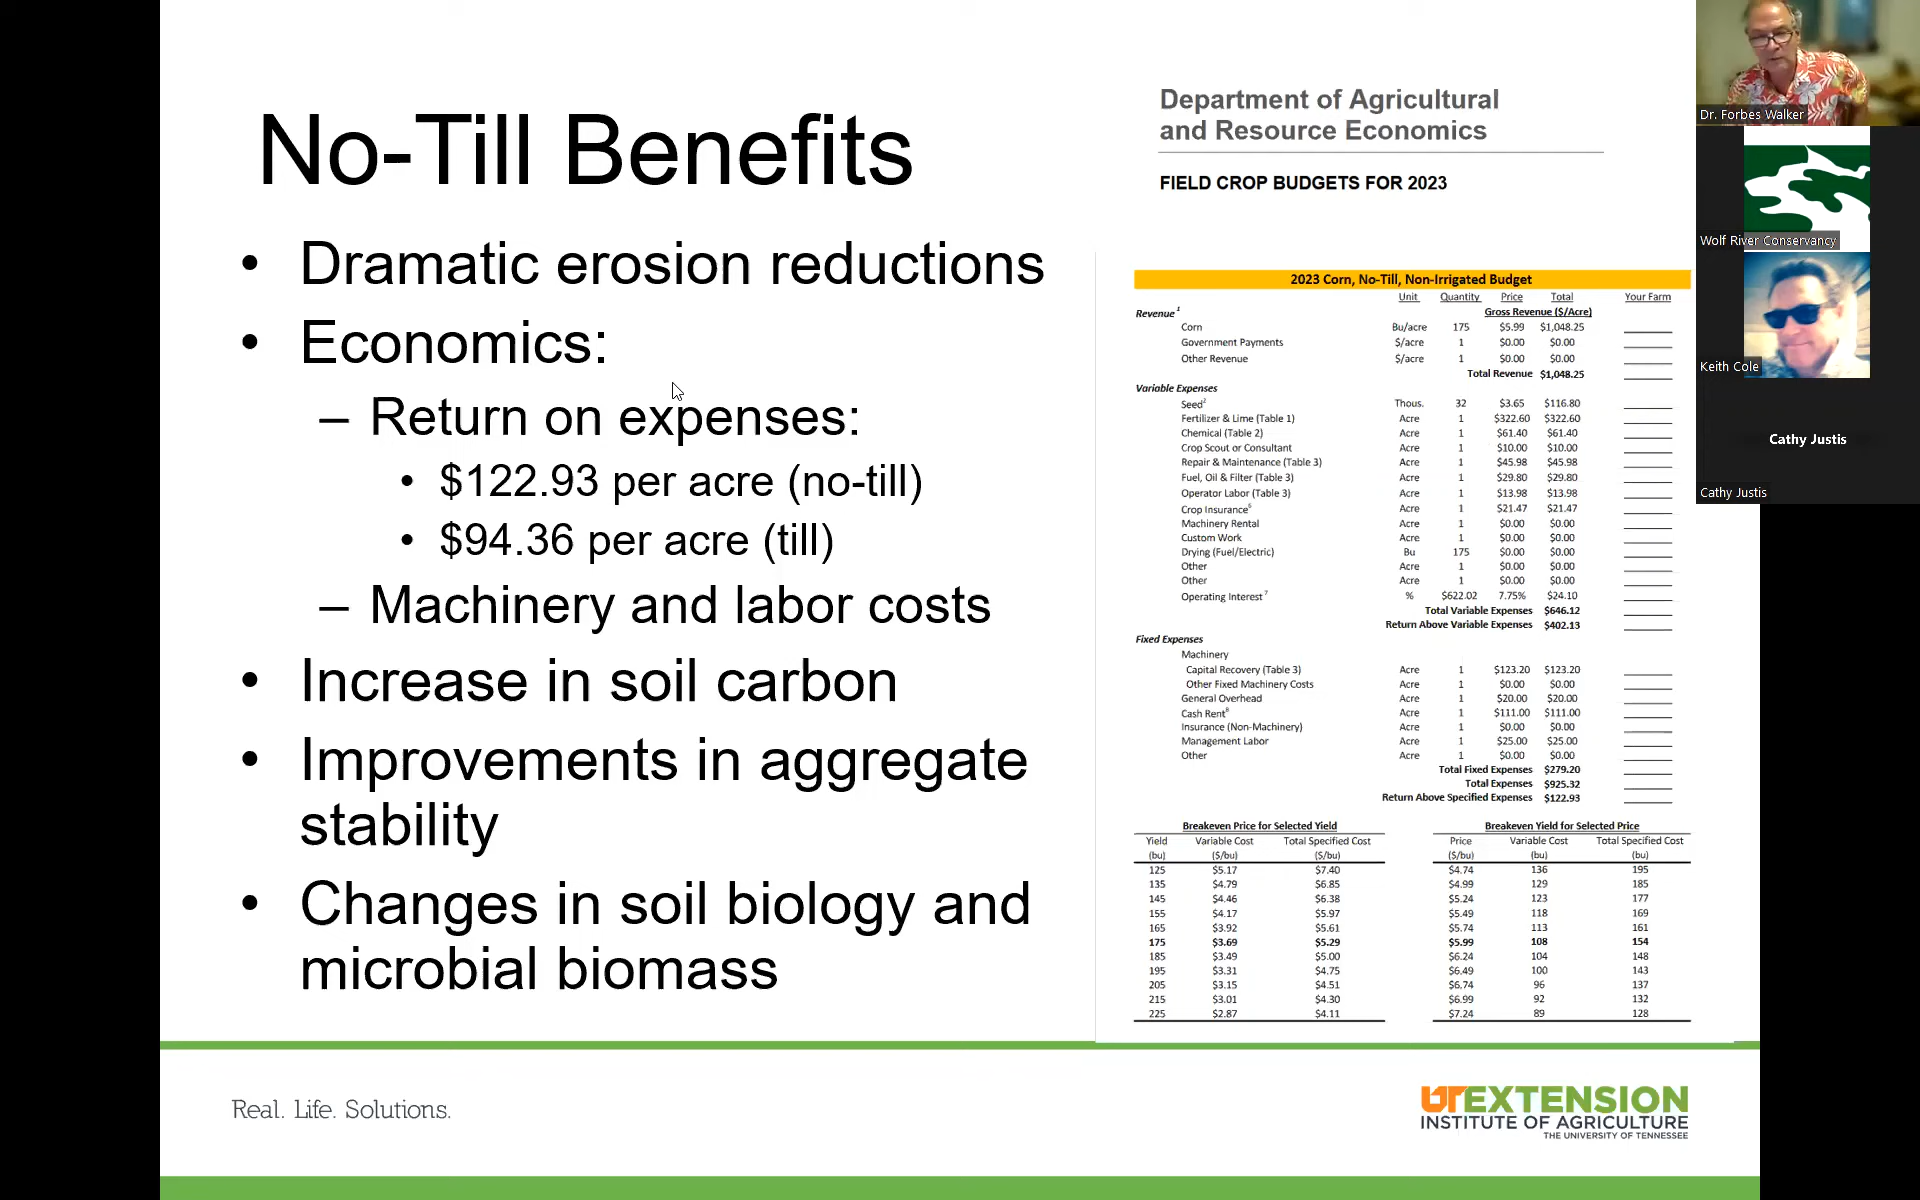 No-Till Benefits
• Dramatic erosion reductions
• Economics:
– Return on expenses:
• $122.93 per acre (no-till)
• $94.36 per acre (till)
– Machinery and labor costs
• Increase in soil carbon
• Improvements in aggregate
stability
• Changes in soil biology and
microbial biomass
Department of Agricultural
and Resource Economics
FIELD CROP BUDGETS FOR 2023
2023 Corn, No-Till, Non-Irrigated Budget
Unit Quantity Price Total Your Farm
Revenue 1 Gross Revenue ($/Acre)
Corn Bu/acre 175 $5.99 $1,048.25
Government Payments $/acre 1 $0.00 $0.00
Other Revenue $/acre 1 $0.00 $0.00
Total Revenue $1,048.25
Variable Expenses
Seed2 Thous. 32 $3.65 $116.80
Fertilizer & Lime (Table 1) Acre 1 $322.60 $322.60
Chemical (Table 2) Acre 1 $61.40 $61.40
Crop Scout or Consultant Acre 1 $10.00 $10.00
Repair & Maintenance (Table 3) Acre 1 $45.98 $45.98
Fuel, Oil & Filter (Table 3) Acre 1 $29.80 $29.80
Operator Labor (Table 3) Acre 1 $13.98 $13.98
Crop Insurance6 Acre 1 $21.47 $21.47
Machinery Rental Acre 1 $0.00 $0.00
Custom Work Acre 1 $0.00 $0.00
Drying (Fuel/Electric) Bu 175 $0.00 $0.00
Other Acre 1 $0.00 $0.00
Other Acre 1 $0.00 $0.00
Operating Interest 7 % $622.02 7.75% $24.10
Total Variable Expenses $646.12
Return Above Variable Expenses $402.13
Fixed Expenses
Machinery
Capital Recovery (Table 3) Acre 1 $123.20 $123.20
Other Fixed Machinery Costs Acre 1 $0.00 $0.00
General Overhead Acre 1 $20.00 $20.00
Cash Rent8 Acre 1 $111.00 $111.00
Insurance (Non-Machinery) Acre 1 $0.00 $0.00
Management Labor Acre 1 $25.00 $25.00
Other Acre 1 $0.00 $0.00
Total Fixed Expenses $279.20
Total Expenses $925.32
Return Above Specified Expenses $122.93
Breakeven Price for Selected Yield
Yield Variable Cost Total Specified Cost
(bu) ($/bu) ($/bu)
125 $5.17 $7.40
135 $4.79 $6.85
145 $4.46 $6.38
155 $4.17 $5.97
165 $3.92 $5.61
175 $3.69 $5.29
185 $3.49 $5.00
195 $3.31 $4.75
205 $3.15 $4.51
215 $3.01 $4.30
225 $2.87 $4.11
Breakeven Yield for Selected Price
Price Variable Cost Total Specified Cost
($/bu) (bu) (bu)
$4.74 136 195
$4.99 129 185
$5.24 123 177
$5.49 118 169
$5.74 113 161
$5.99 108 154
$6.24 104 148
$6.49 100 143
$6.74 96 137
$6.99 92 132
$7.24 89 128
Real. Life. Solutions.
UT EXTENSION
INSTITUTE OF AGRICULTURE
THE UNIVERSITY OF TENNESSEE
Dr. Forbes Walker
Wolf River Conservancy
Keith Cole
Cathy Justis
Cathy Justis